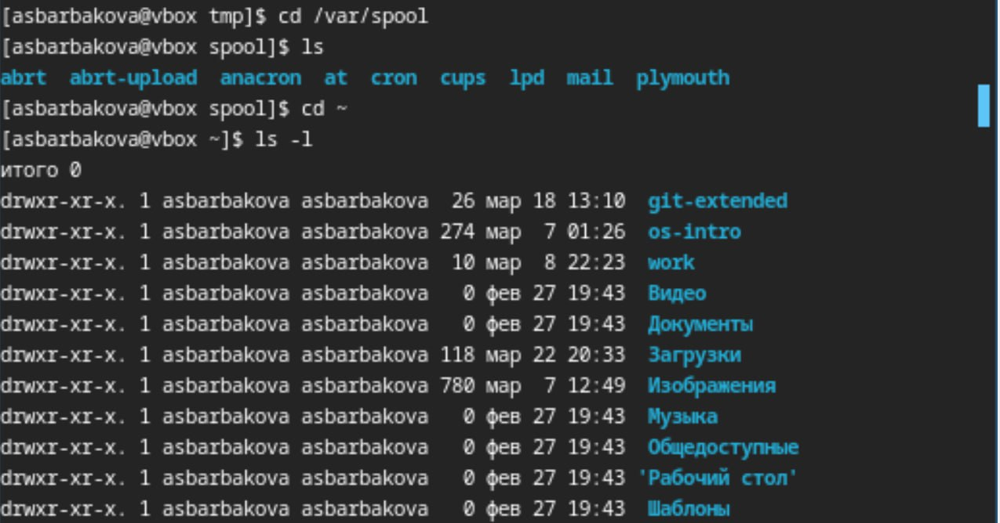 [asbarbakova@vbox tmp]$ cd /var/spool
[asbarbakova@vbox spool]$ ls
abrt  abrt-upload  anacron  at  cron  cups  lpd  mail  plymouth
[asbarbakova@vbox spool]$ cd ~
[asbarbakova@vbox ~]$ ls -l
итого 0
drwxr-xr-x. 1 asbarbakova asbarbakova  26 мар 18 13:10  git-extended
drwxr-xr-x. 1 asbarbakova asbarbakova 274 мар  7 01:26  os-intro
drwxr-xr-x. 1 asbarbakova asbarbakova  10 мар  8 22:23  work
drwxr-xr-x. 1 asbarbakova asbarbakova   0 фев 27 19:43  Видео
drwxr-xr-x. 1 asbarbakova asbarbakova   0 фев 27 19:43  Документы
drwxr-xr-x. 1 asbarbakova asbarbakova 118 мар 22 20:33  Загрузки
drwxr-xr-x. 1 asbarbakova asbarbakova 780 мар  7 12:49  Изображения
drwxr-xr-x. 1 asbarbakova asbarbakova   0 фев 27 19:43  Музыка
drwxr-xr-x. 1 asbarbakova asbarbakova   0 фев 27 19:43  Общедоступные
drwxr-xr-x. 1 asbarbakova asbarbakova   0 фев 27 19:43 'Рабочий стол'
drwxr-xr-x. 1 asbarbakova asbarbakova   0 фев 27 19:43  Шаблоны